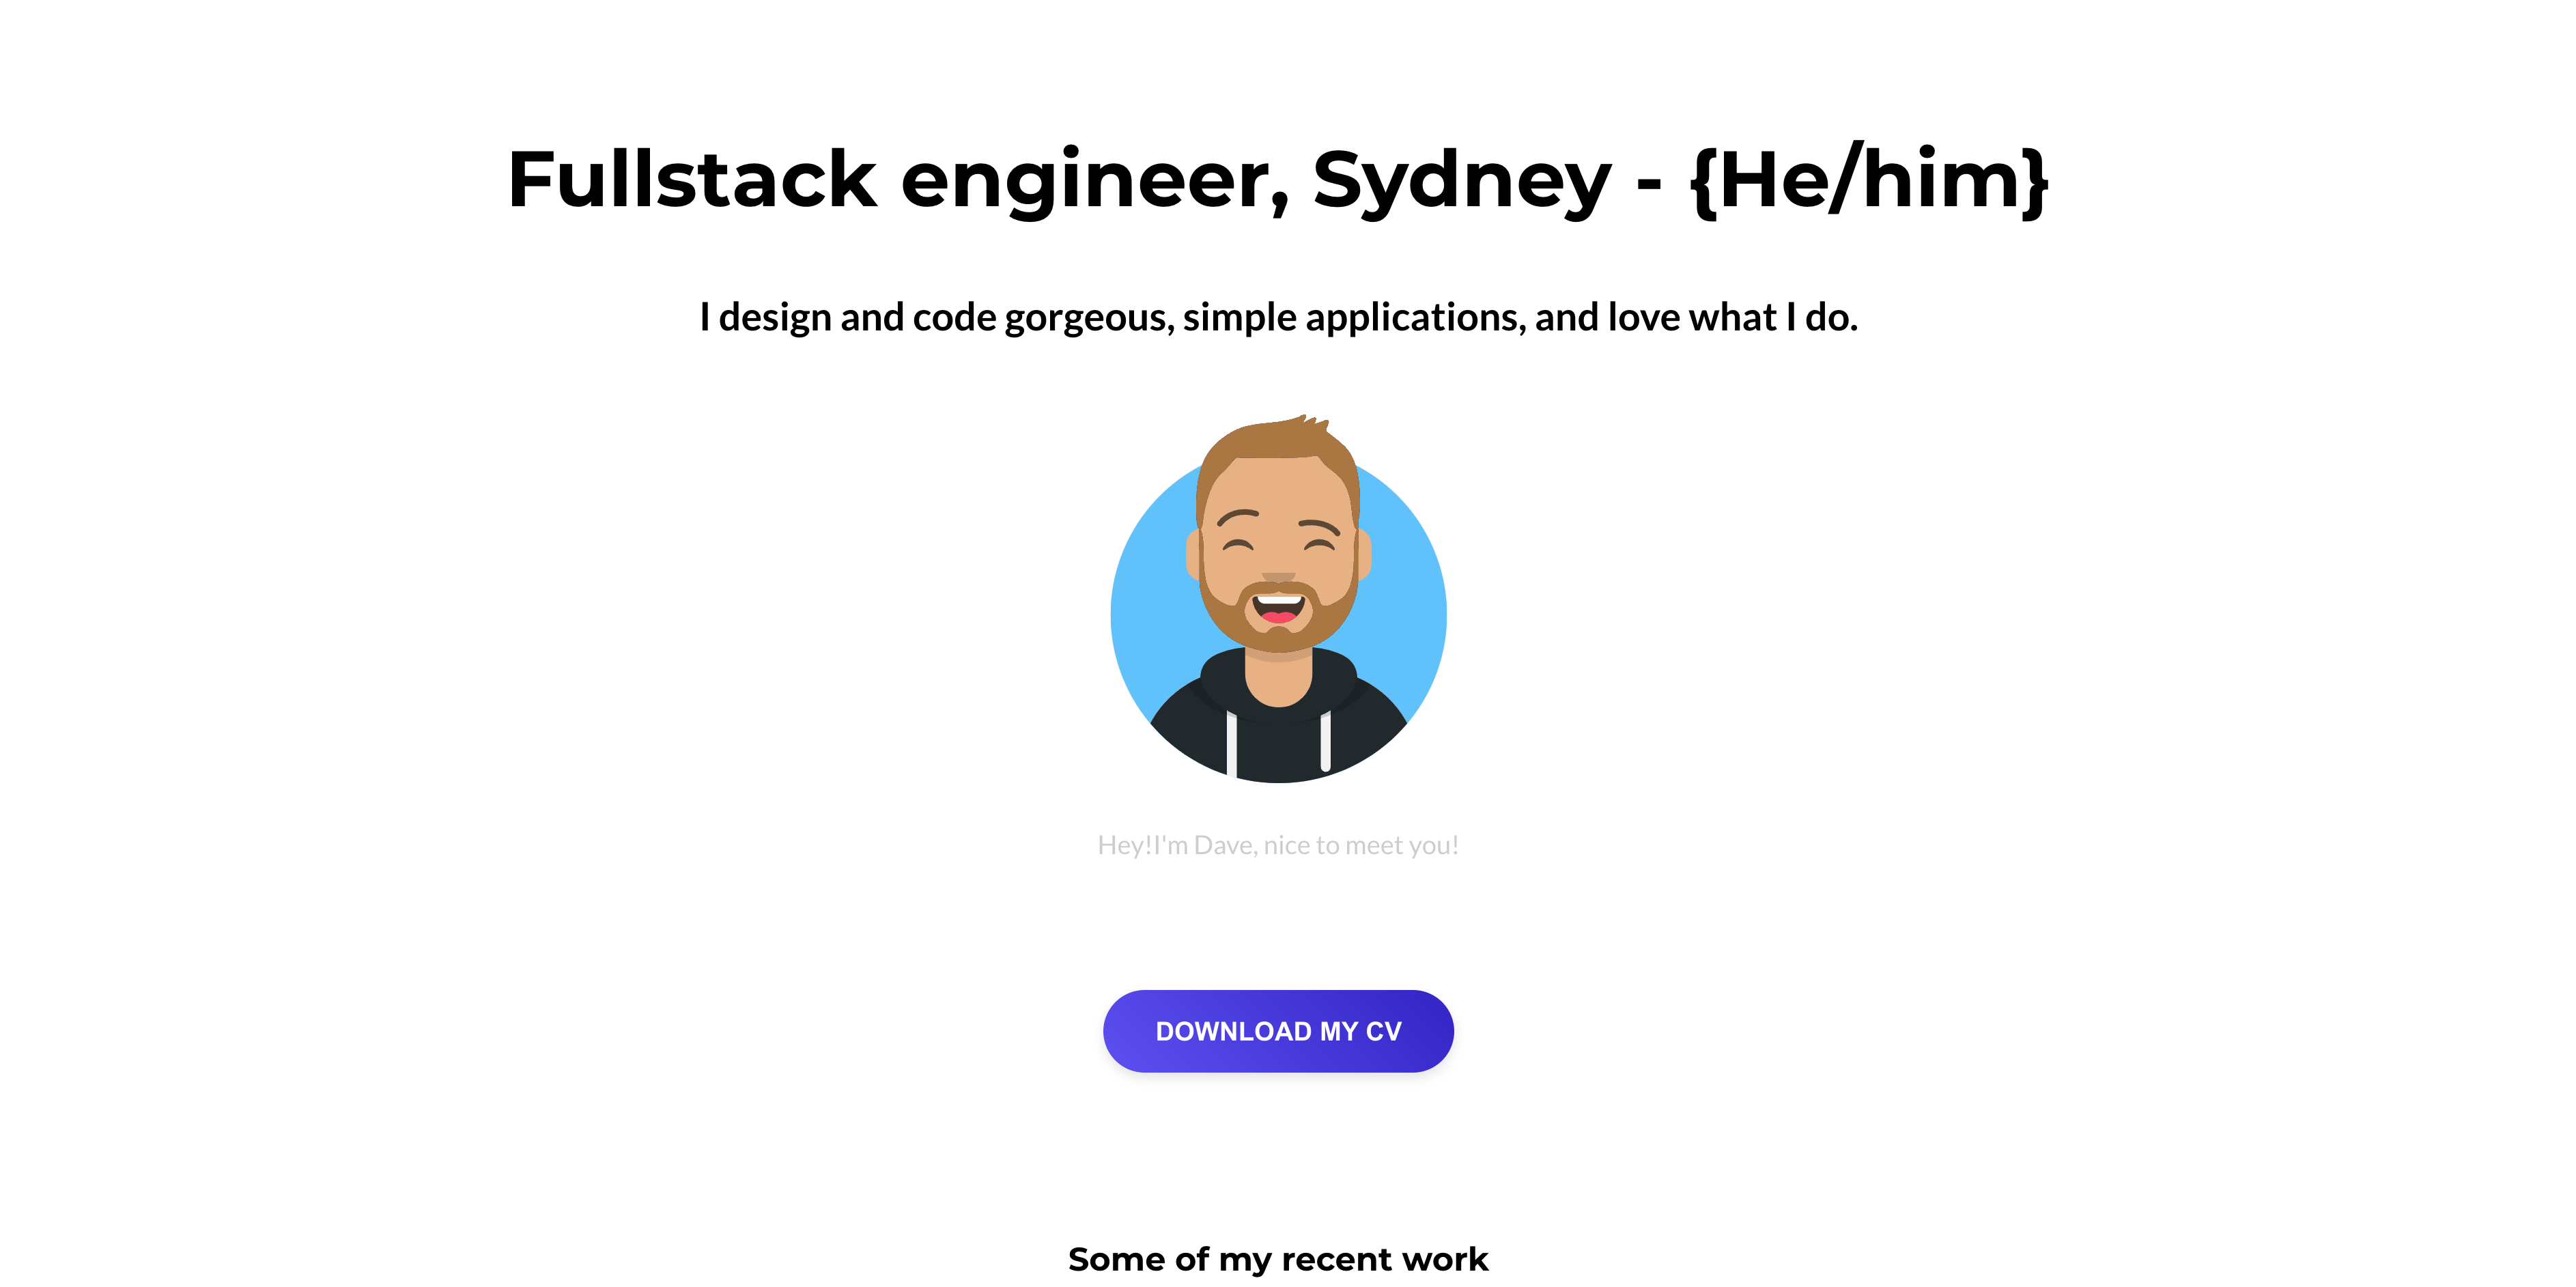 Fullstack engineer, Sydney - {He/him}
I design and code gorgeous, simple applications, and love what I do.
Hey!I'm Dave, nice to meet you!
DOWNLOAD MY CV
Some of my recent work